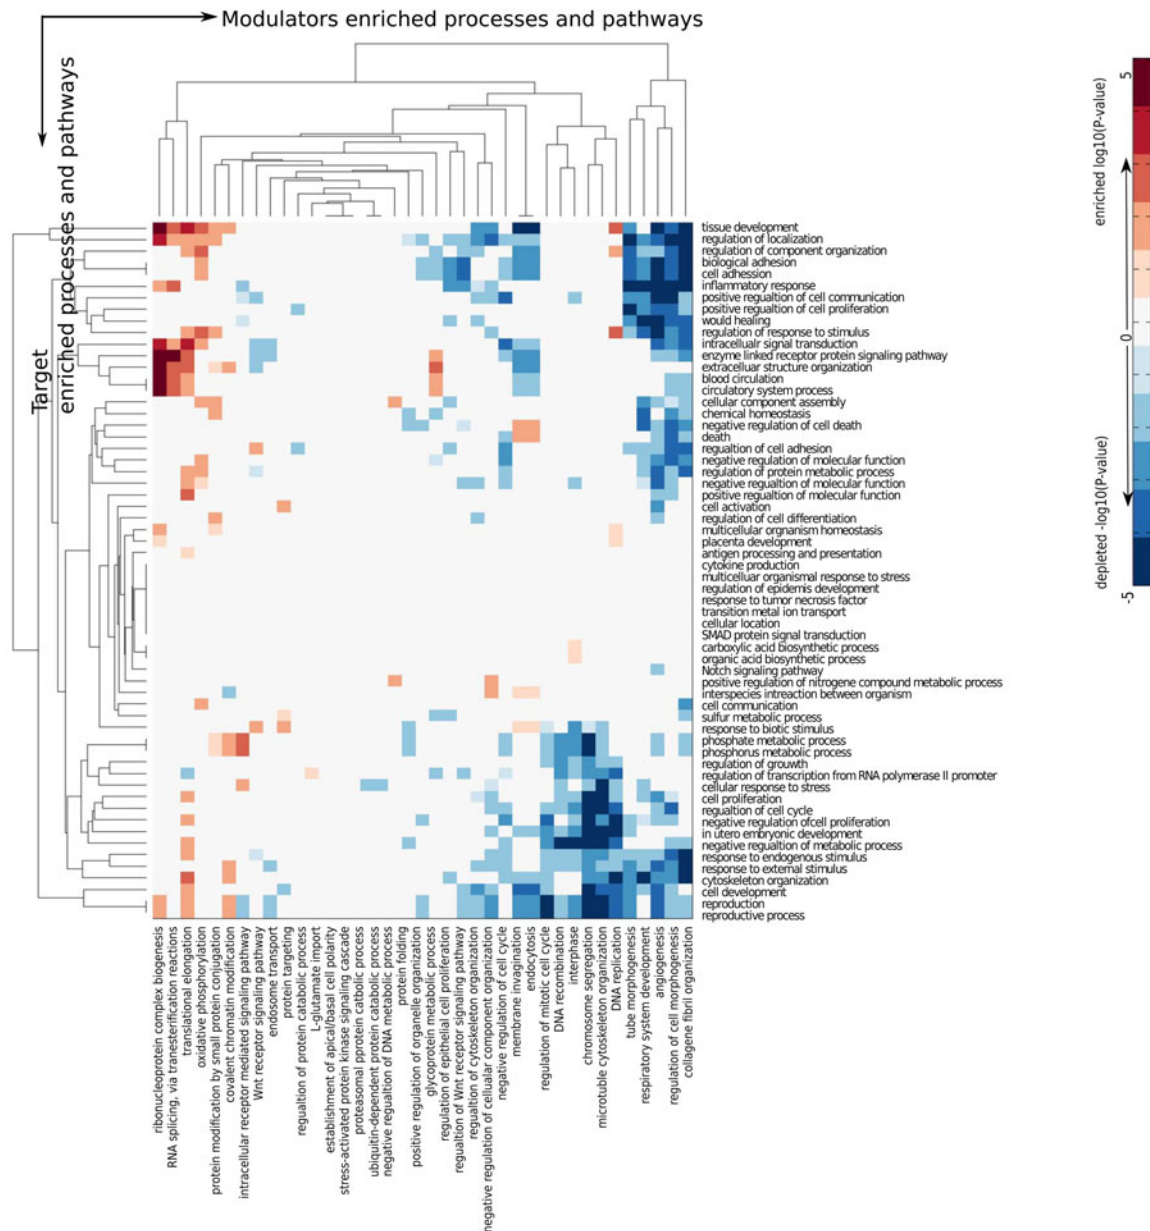 Modulators enriched processes and pathways
Target
enriched processes and pathways
tissue development
regulation of localization
regulation of component organization
biological adhesion
cell adhession
inflammatory response
positive regualtion of cell communication
positive regualtion of cell proliferation
would healing
regulation of response to stimulus
intracellualr signal transduction
enzyme linked receptor protein signaling pathway
extracelluar structure organization
blood circulation
circulatory system process
cellular component assembly
chemical homeostasis
negative regulation of cell death
death
regualtion of cell adhesion
negative regulation of molecular function
regulation of protein metabolic process
negative regualtion of molecular function
positive regualtion of molecular function
cell activation
regulation of cell differentiation
multicellular orgnanism homeostasis
placenta development
antigen processing and presentation
cytokine production
multicelluar organismal response to stress
regulation of epidemis development
response to tumor necrosis factor
transition metal ion transport
cellular location
SMAD protein signal transduction
carboxylic acid biosynthetic process
organic acid biosynthetic process
Notch signaling pathway
positive regulation of nitrogene compound metabolic process
interspecies intreaction between organism
cell communication
sulfur metabolic process
response to biotic stimulus
phosphate metabolic process
phosphorus metabolic process
regulation of grouwth
regulation of transcription from RNA polymerase II promoter
cellular response to stress
cell proliferation
regualtion of cell cycle
negative regulation ofcell proliferation
in utero embryonic development
negative regualtion of metabolic process
response to endogenous stimulus
response to external stimulus
cytoskeleton organization
cell development
reproduction
reproductive process
ribonucleoprotein complex biogenesis
RNA splicing, via tranesterification reactions
translational elongation
oxidative phosphorylation
protein modification by small protein conjugation
covalent chromatin modification
intracellular receptor mediated signaling pathway
Wnt receptor signaling pathway
endosome transport
protein targeting
regualtion of protein catabolic process
L-glutamate import
establishment of apical/basal cell polarity
stress-activated protein kinase signaling cascade
proteasomal pprotein catbolic process
ubiquitin-dependent protein catabolic process
negative regualtion of DNA metabolic process
protein folding
positive regulation of organelle organization
glycoprotein metabolic process
regulation of epithelial cell proliferation
regualtion of Wnt receptor signaling pathway
regualtion of cytoskeleton organization
negative regulation of cellualar component organization
negative regulation of cell cycle
membrane invagination
endocytosis
regulation of mitotic cell cycle
DNA recombination
interphase
chromosome segregation
microtuble cytoskeleton organization
DNA replication
tube morphogenesis
respiratory system development
angiogenesis
regulation of cell morphogenesis
collagene fibril organization
5
enriched log10(P-value)
0
depleted -log10(P-value)
-5